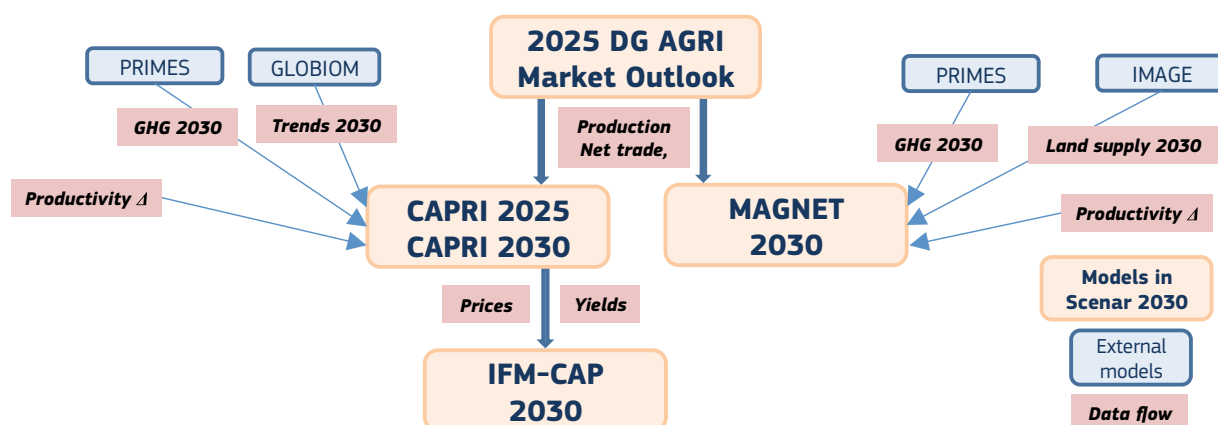 2025 DG AGRI
Market Outlook
PRIMES
GLOBIOM
PRIMES
IMAGE
GHG 2030
Trends 2030
Production
Net trade,
GHG 2030
Land supply 2030
Productivity Δ
CAPRI 2025
CAPRI 2030
MAGNET
2030
Productivity Δ
Prices
Yields
Models in
Scenar 2030
IFM-CAP
2030
External
models
Data flow